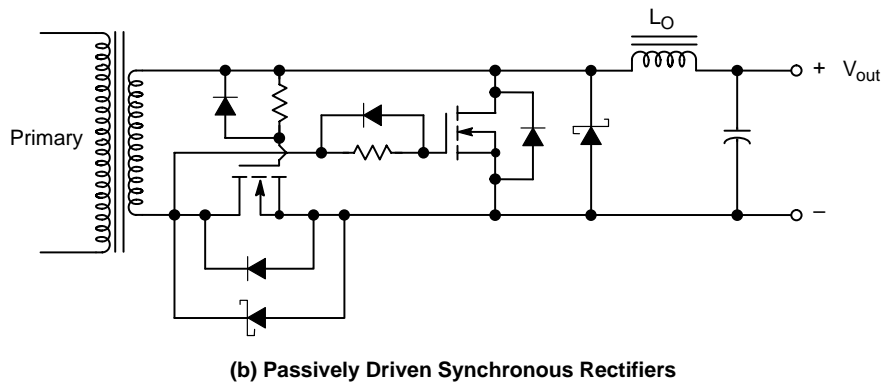 L_O
+ V_out
Primary
–
(b) Passively Driven Synchronous Rectifiers